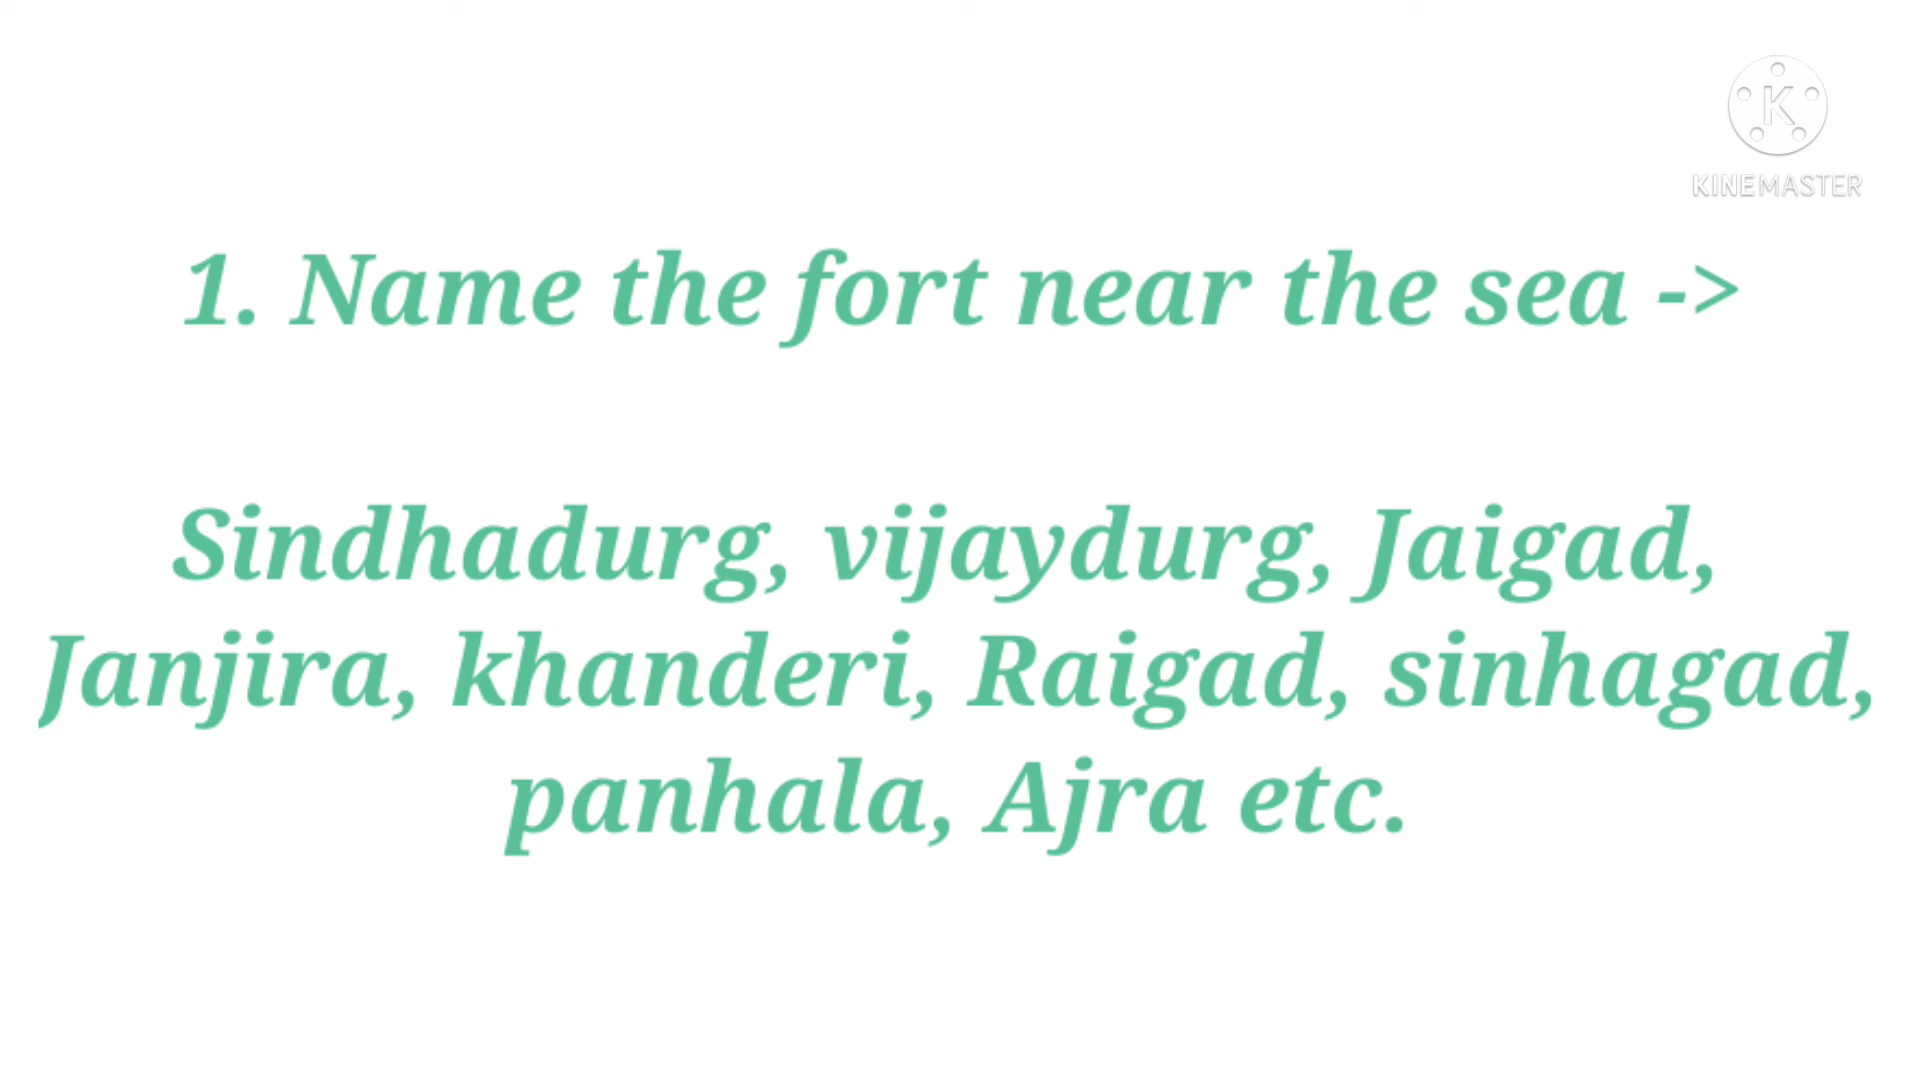 KINEMASTER
1. Name the fort near the sea ->
Sindhadurg, vijaydurg, Jaigad,
Janjira, khanderi, Raigad, sinhagad,
panhala, Ajra etc.